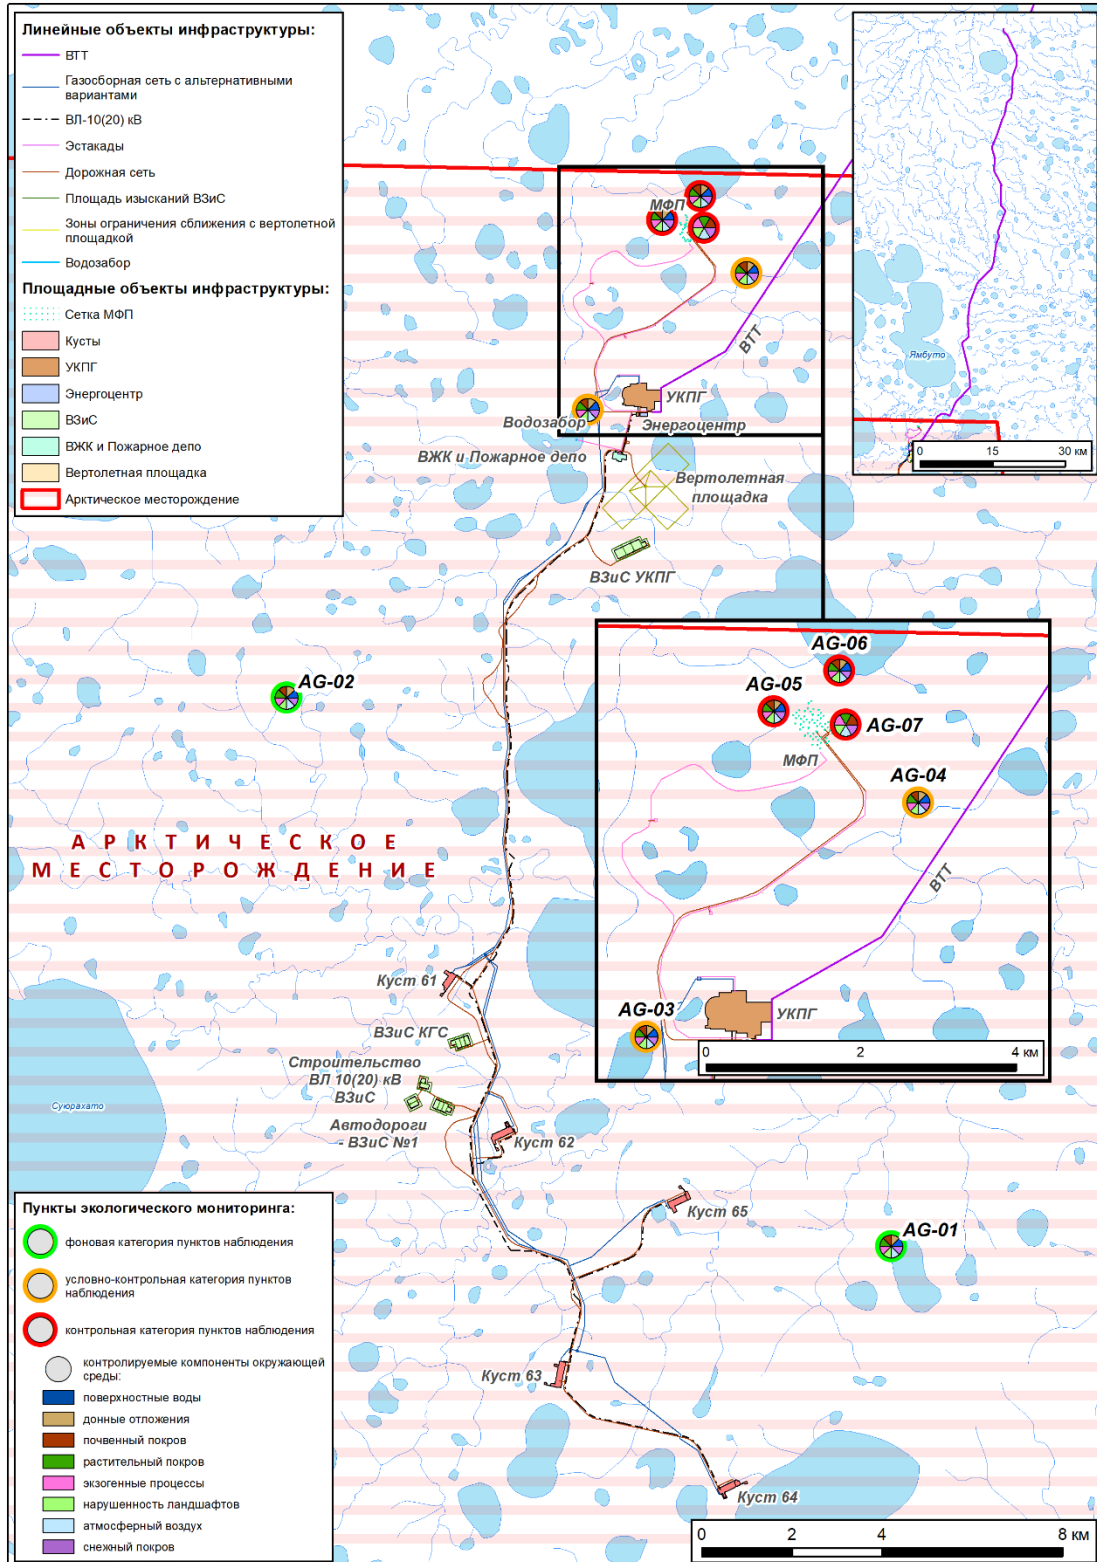 Линейные объекты инфраструктуры:
ВТТ
Газосборная сеть с альтернативными
вариантами
ВЛ-10(20) кВ
Эстакады
Дорожная сеть
Площадь изысканий ВЗиС
Зоны ограничения сближения с вертолетной
площадкой
Водозабор
Площадные объекты инфраструктуры:
Сетка МФП
Кусты
УКПГ
Энергоцентр
ВЗиС
ВЖК и Пожарное депо
Вертолетная площадка
Арктическое месторождение
МФП
ВТТ
УКПГ
Водозабор
Энергоцентр
ВЖК и Пожарное депо
Вертолетная
площадка
ВЗиС УКПГ
Ямбуто
0 15 30 км
AG-02
АРКТИЧЕСКОЕ
МЕСТОРОЖДЕНИЕ
AG-06
AG-05
AG-07
МФП
AG-04
ВТТ
AG-03
УКПГ
0 2 4 км
Куст 61
ВЗиС КГС
Строительство
ВЛ 10(20) кВ
ВЗиС
Автодороги
- ВЗиС №1
Куст 62
Суюрахато
Куст 65
AG-01
Куст 63
Куст 64
Пункты экологического мониторинга:
фоновая категория пунктов наблюдения
условно-контрольная категория пунктов
наблюдения
контрольная категория пунктов наблюдения
контролируемые компоненты окружающей
среды:
поверхностные воды
донные отложения
почвенный покров
растительный покров
экзогенные процессы
нарушенность ландшафтов
атмосферный воздух
снежный покров
0 2 4 8 км